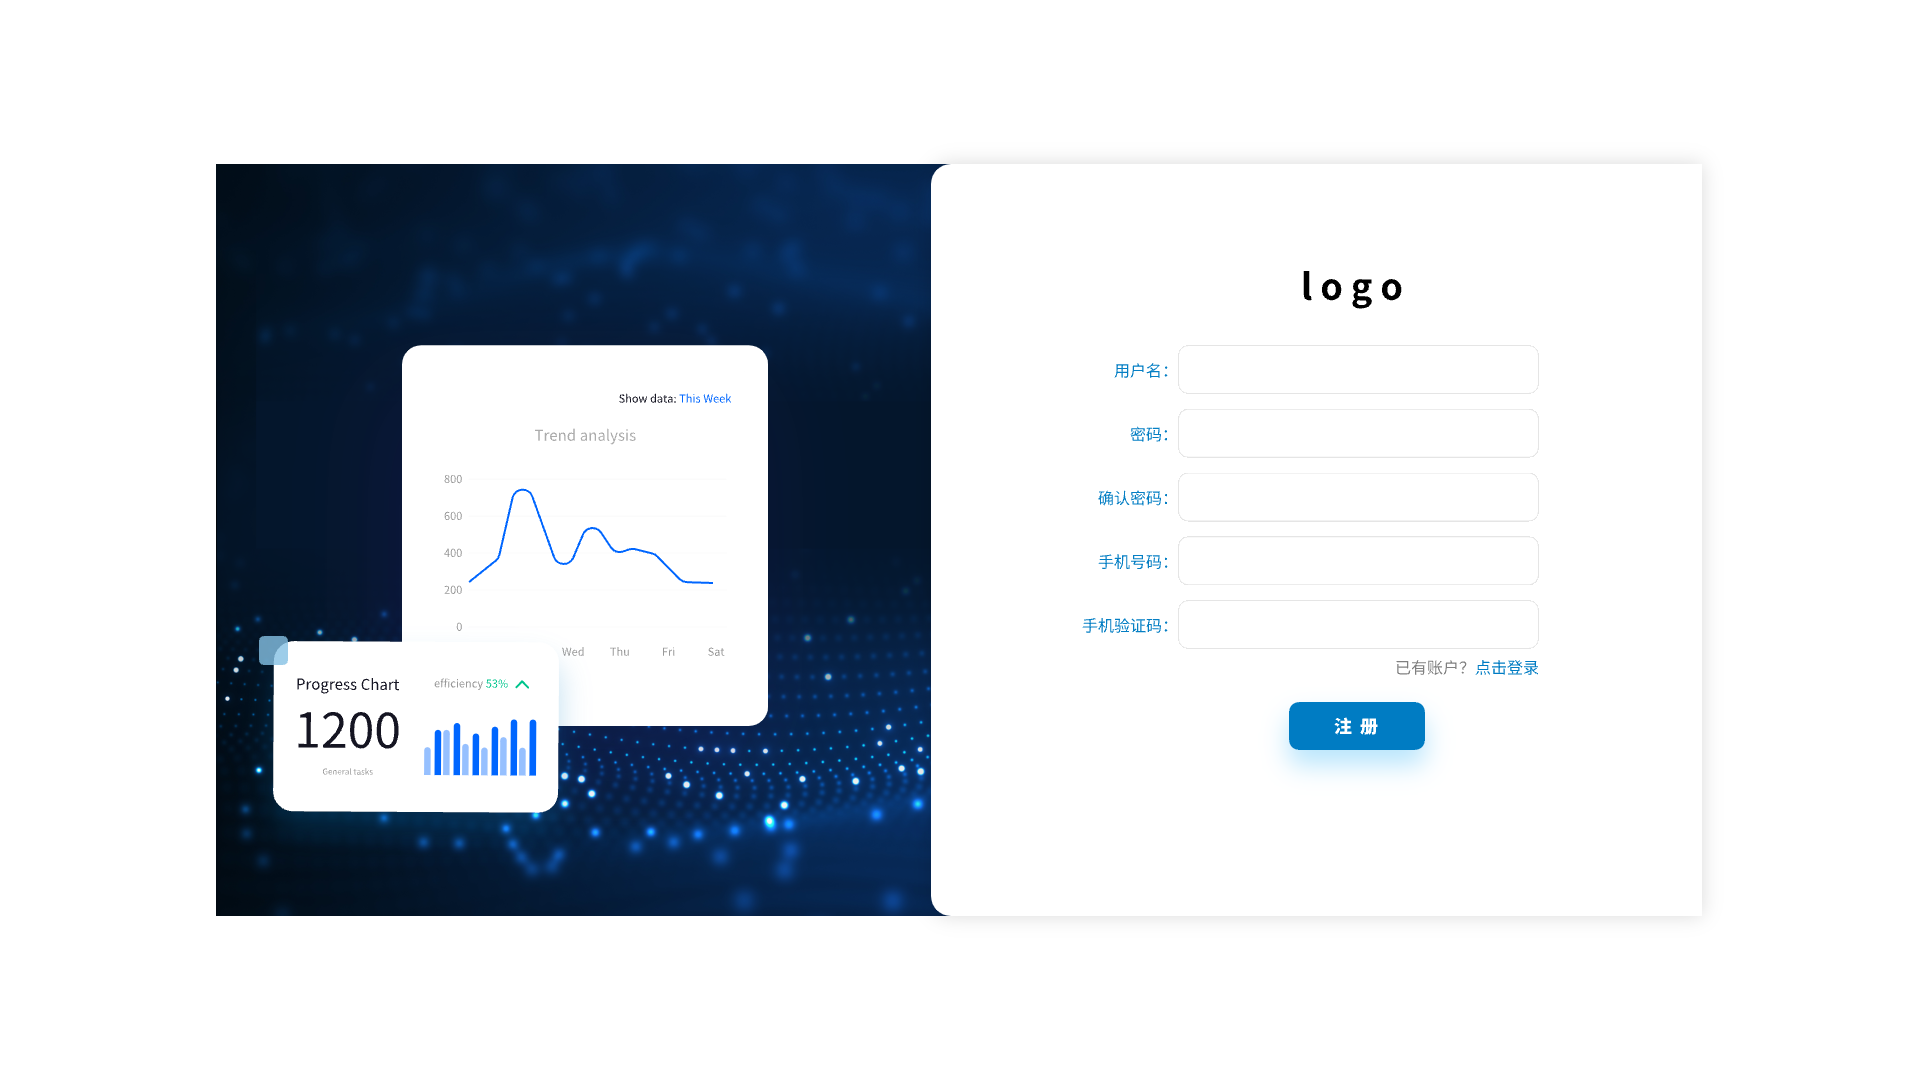 Show data: This Week
Trend analysis
800
600
400
200
0
Wed Thu Fri Sat
Progress Chart
efficiency 53%
1200
General tasks
logo
用户名：
密码：
确认密码：
手机号码：
手机验证码：
已有账户？点击登录
注 册